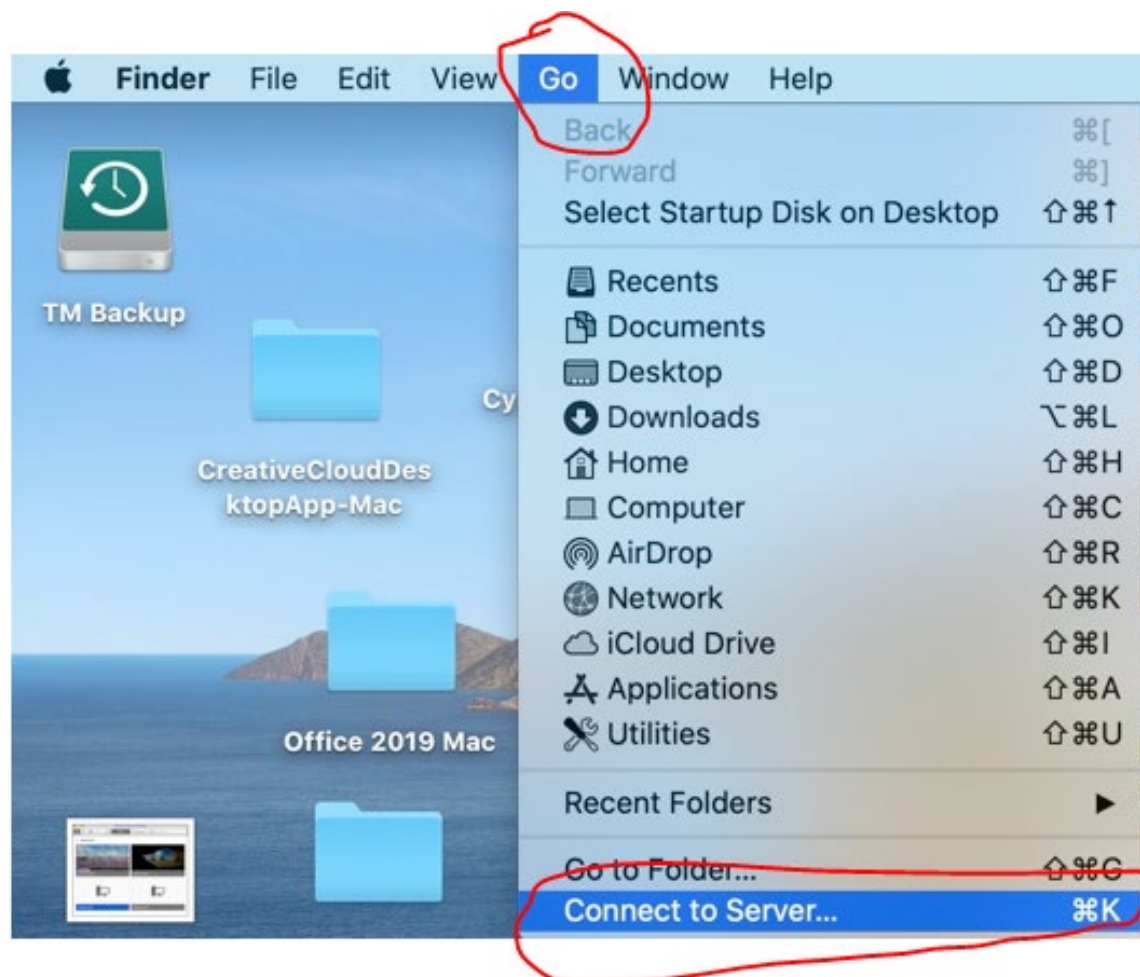 Finder File Edit View Go Window Help
Back ⌘[
Forward ⌘]
Select Startup Disk on Desktop ⇧⌘↑
Recents ⇧⌘F
Documents ⇧⌘O
Desktop ⇧⌘D
Downloads ⌥⌘L
Home ⇧⌘H
Computer ⇧⌘C
AirDrop ⇧⌘R
Network ⇧⌘K
iCloud Drive ⇧⌘I
Applications ⇧⌘A
Utilities ⇧⌘U
Recent Folders ▶
Go to Folder... ⇧⌘G
Connect to Server... ⌘K
TM Backup
Cy
CreativeCloudDes
ktopApp-Mac
Office 2019 Mac